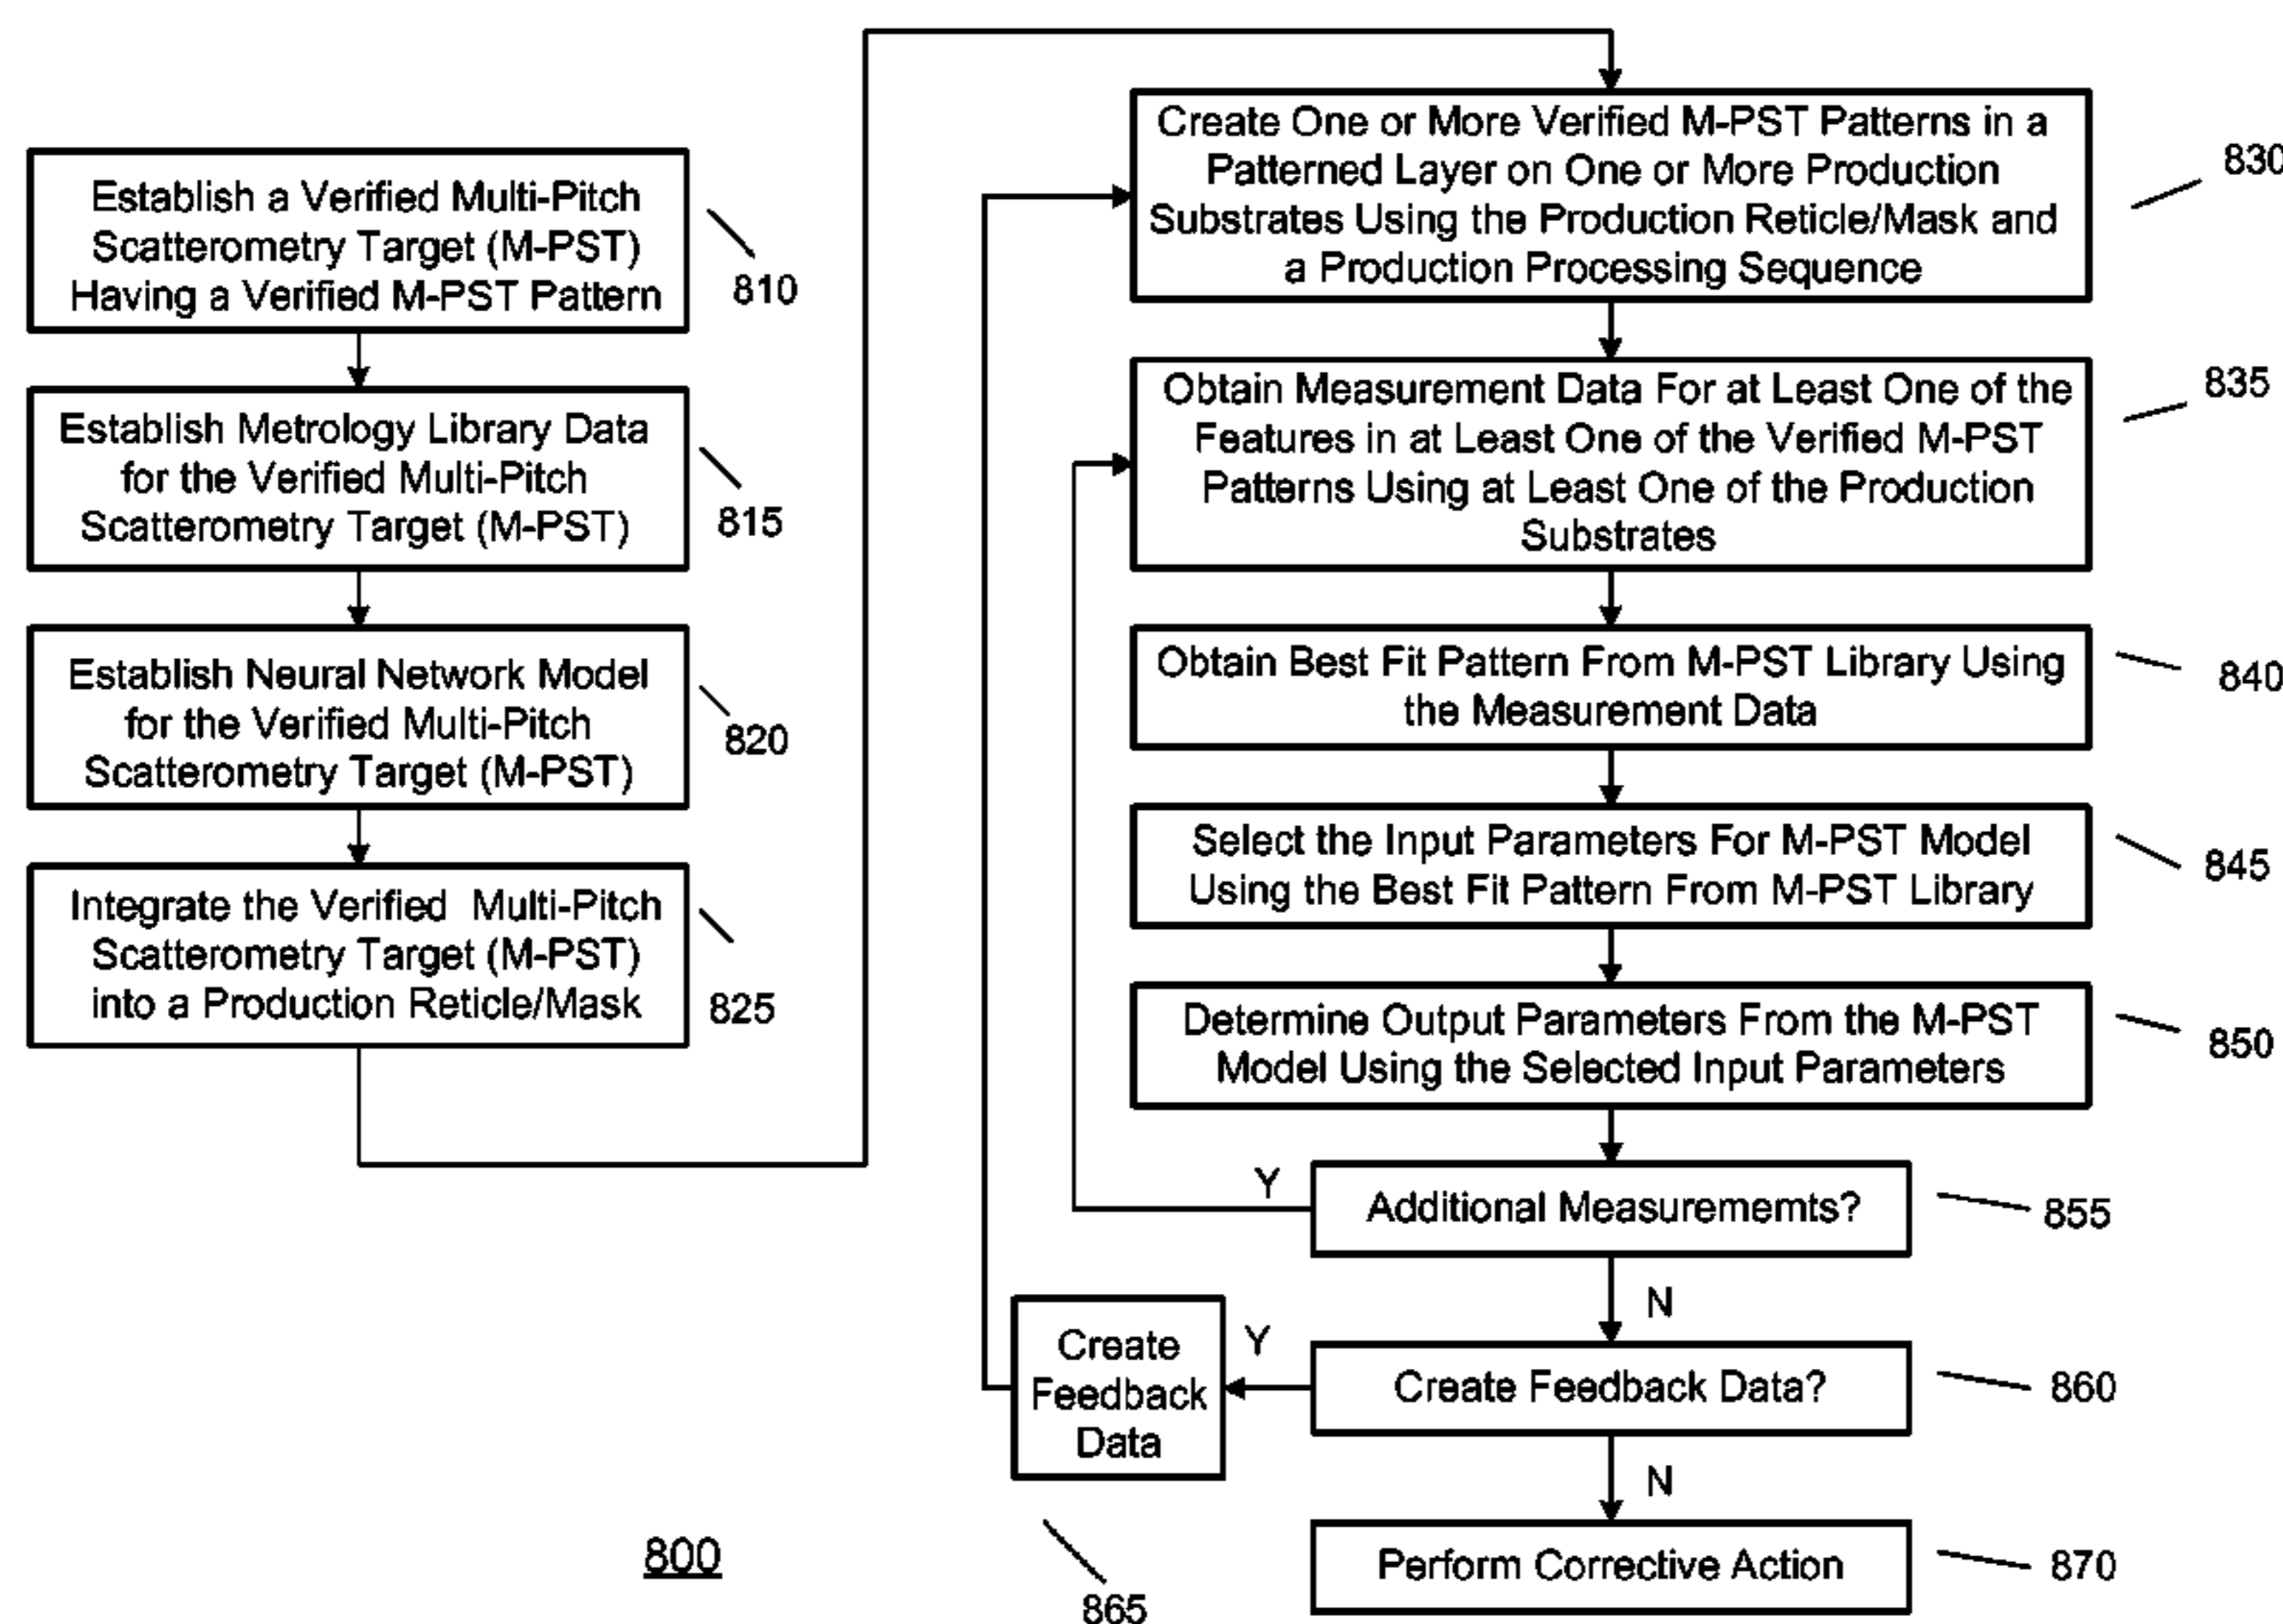 Establish a Verified Multi-Pitch
Scatterometry Target (M-PST)
Having a Verified M-PST Pattern
810
Establish Metrology Library Data
for the Verified Multi-Pitch
Scatterometry Target (M-PST)
815
Establish Neural Network Model
for the Verified Multi-Pitch
Scatterometry Target (M-PST)
820
Integrate the Verified Multi-Pitch
Scatterometry Target (M-PST)
into a Production Reticle/Mask
825
Create One or More Verified M-PST Patterns in a
Patterned Layer on One or More Production
Substrates Using the Production Reticle/Mask and
a Production Processing Sequence
830
Obtain Measurement Data For at Least One of the
Features in at Least One of the Verified M-PST
Patterns Using at Least One of the Production
Substrates
835
Obtain Best Fit Pattern From M-PST Library Using
the Measurement Data
840
Select the Input Parameters For M-PST Model
Using the Best Fit Pattern From M-PST Library
845
Determine Output Parameters From the M-PST
Model Using the Selected Input Parameters
850
Y
Additional Measurememts?
855
N
Create
Feedback
Data
865
Y
Create Feedback Data?
860
N
Perform Corrective Action
870
800